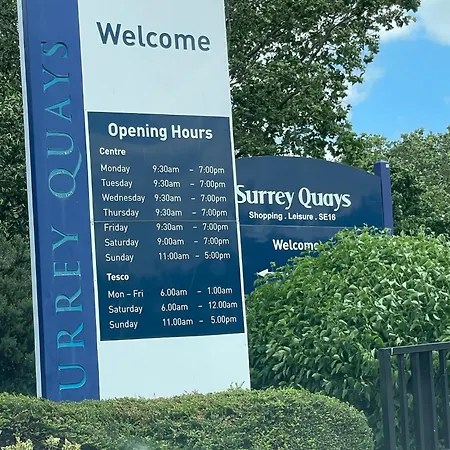 Welcome
URREY QUAYS
Opening Hours
Centre
Monday 9:30am - 7:00pm
Tuesday 9:30am - 7:00pm
Wednesday 9:30am - 7:00pm
Thursday 9:30am - 7:00pm
Friday 9:30am - 7:00pm
Saturday 9:00am - 7:00pm
Sunday 11:00am - 5:00pm
Tesco
Mon - Fri 6.00am - 1.00am
Saturday 6.00am - 12.00am
Sunday 11.00am - 5.00pm
Surrey Quays
Shopping . Leisure . SE16
Welcome